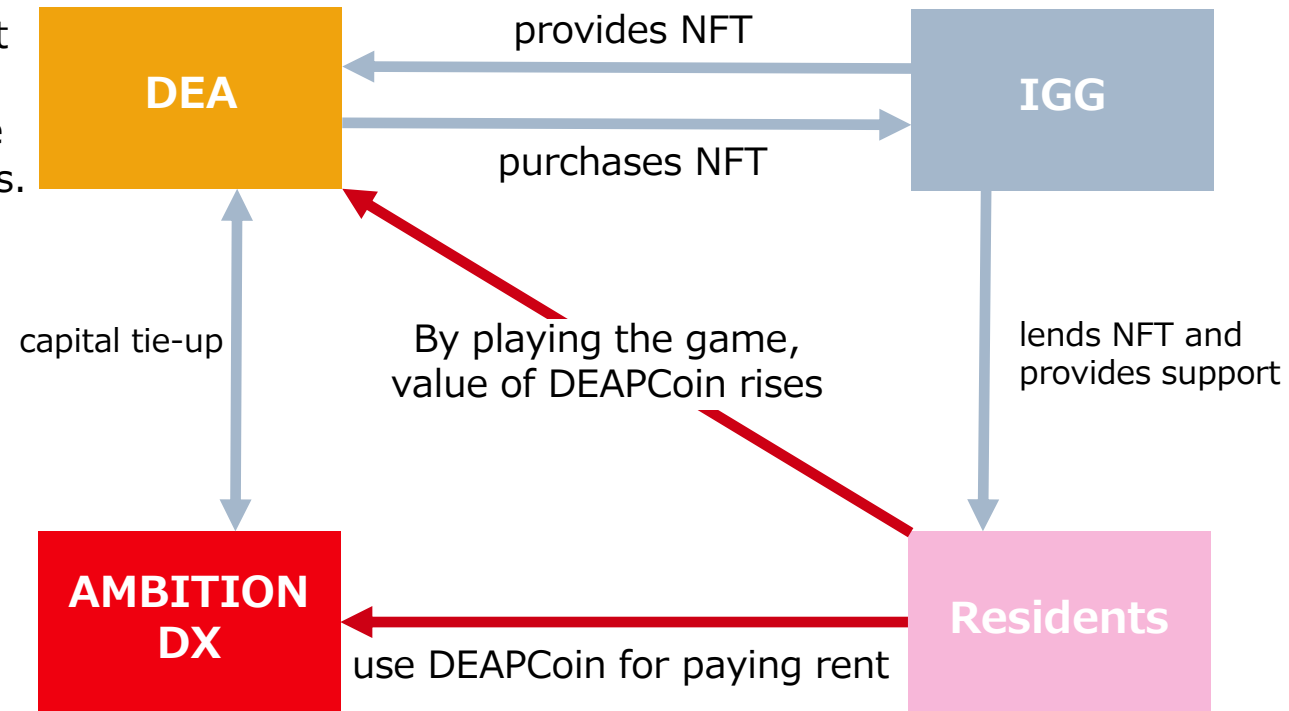 t
e
s.
provides NFT
DEA
IGG
purchases NFT
capital tie-up
By playing the game,
value of DEAPCoin rises
lends NFT and
provides support
AMBITION
DX
Residents
use DEAPCoin for paying rent